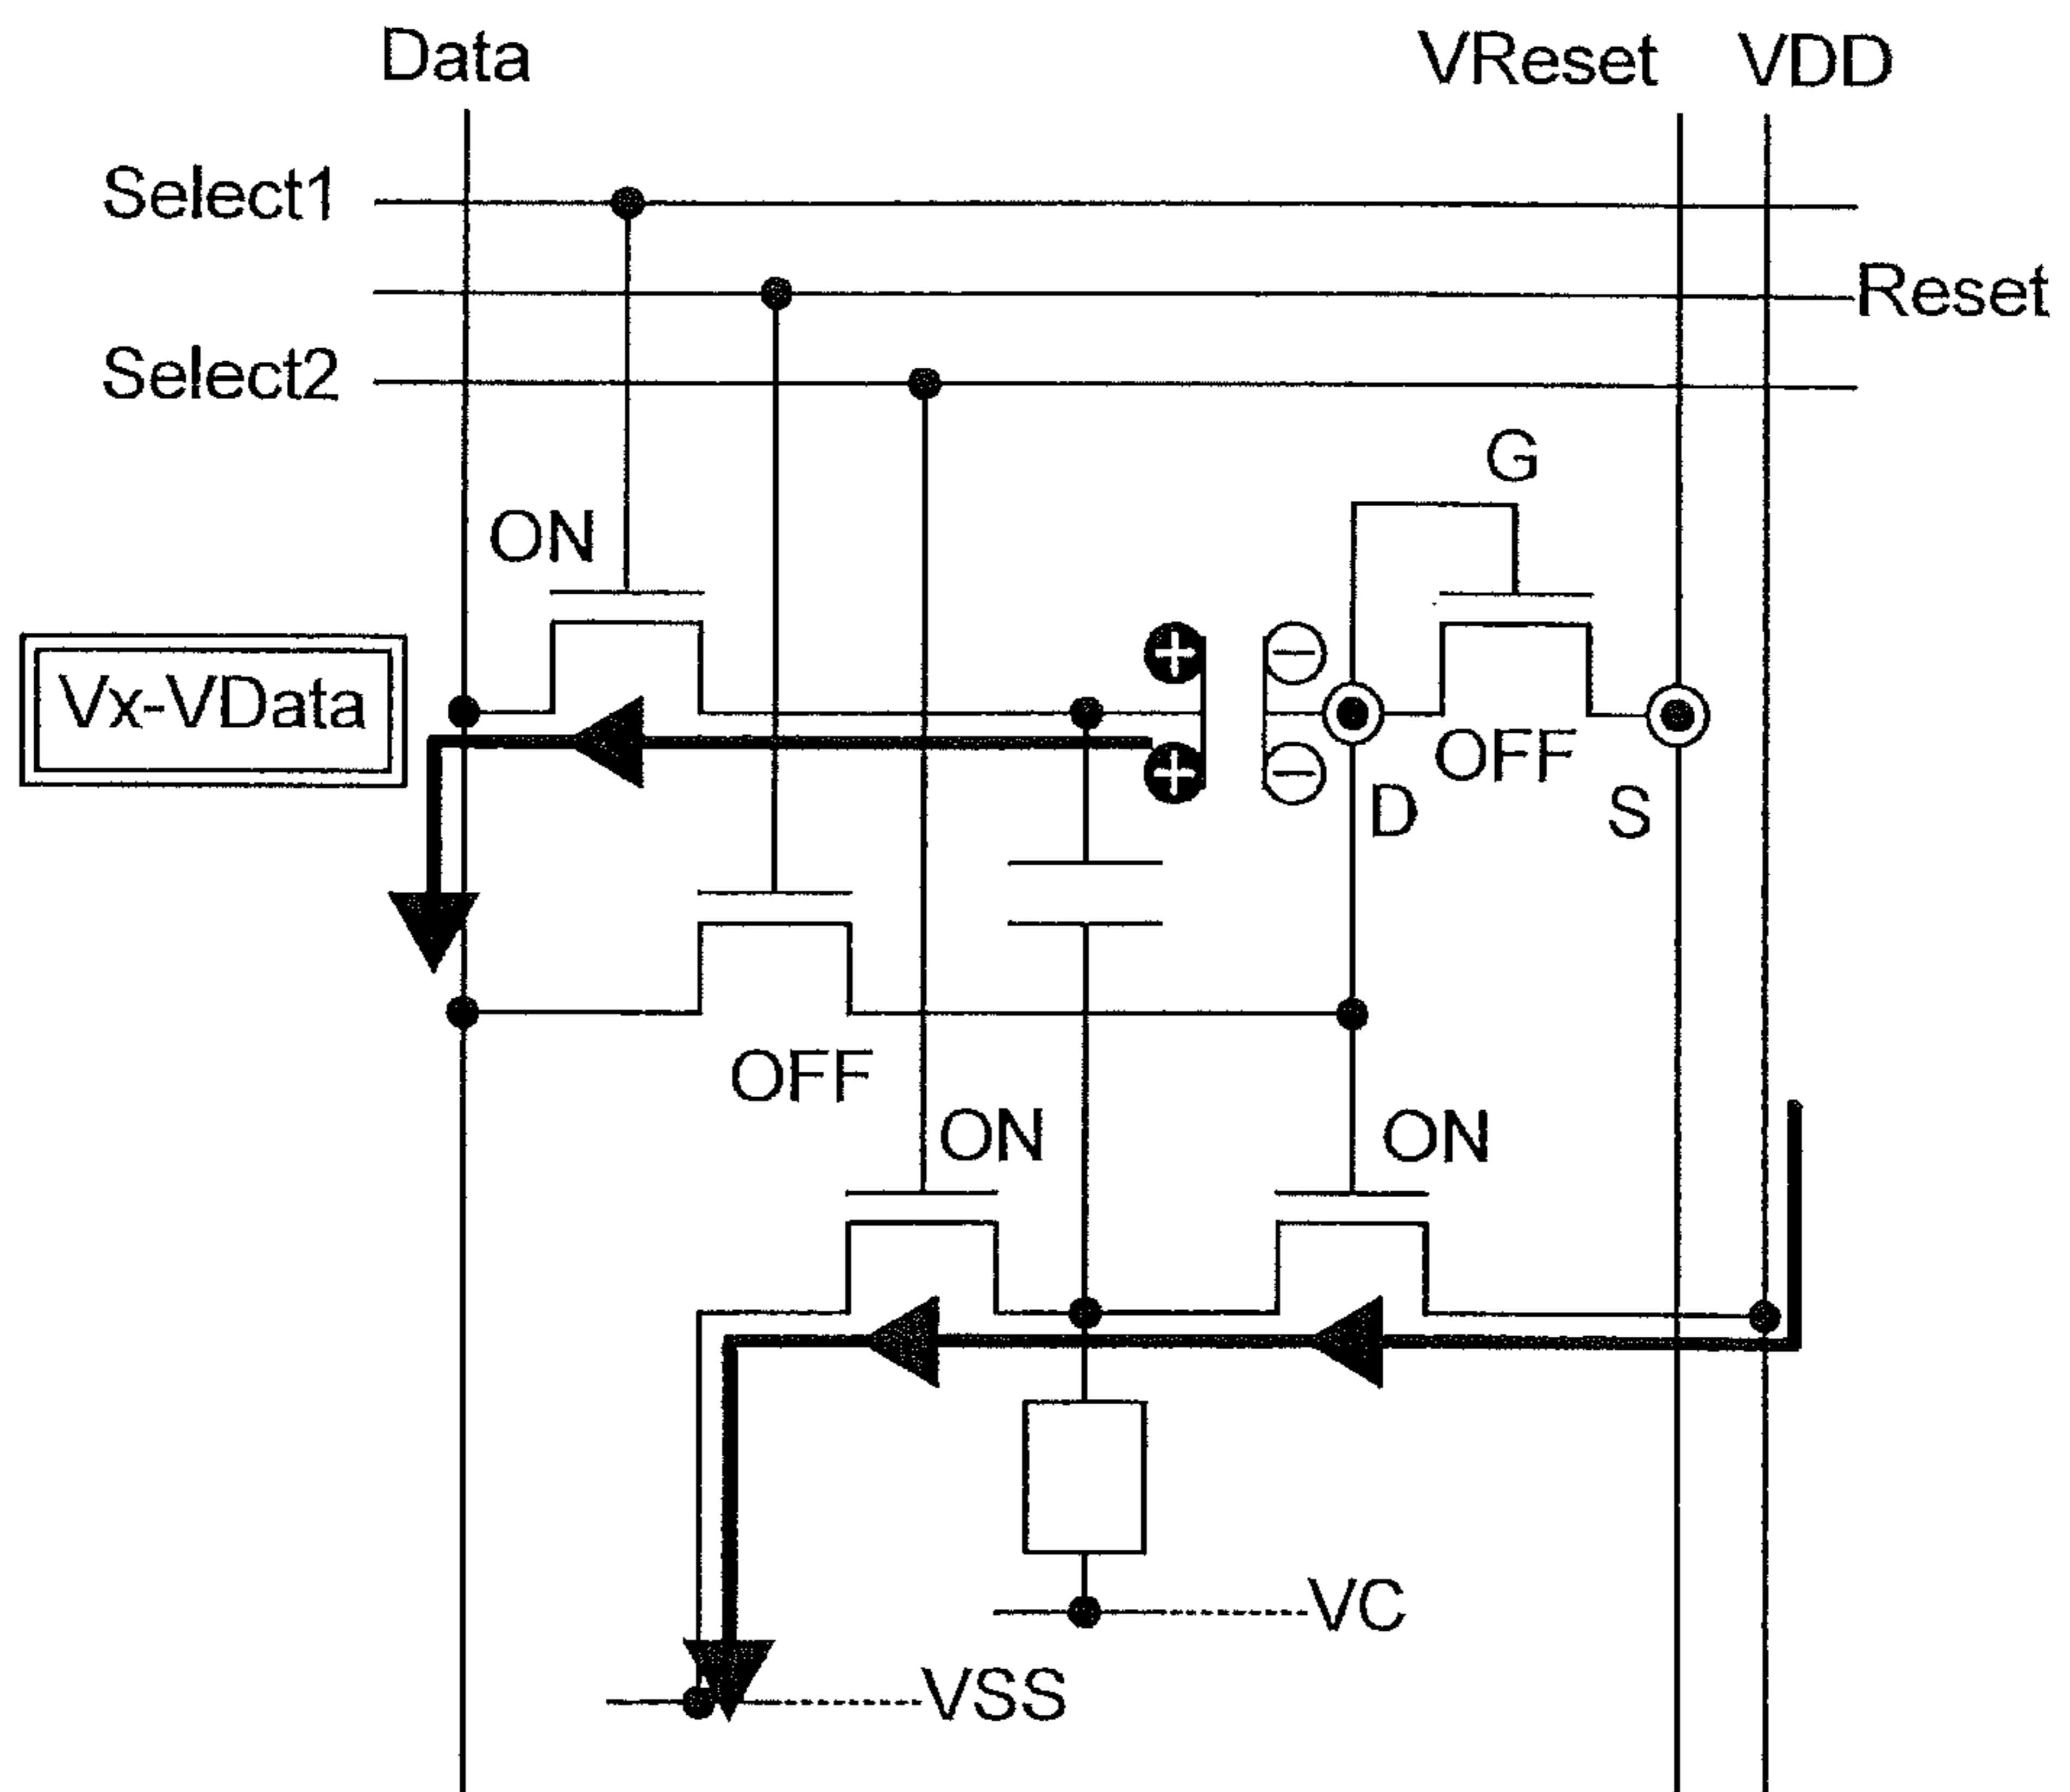 Data
VReset
VDD
Select1
Reset
Select2
G
ON
Vx-VData
+
−
OFF
+
−
D
S
OFF
ON
ON
VC
VSS